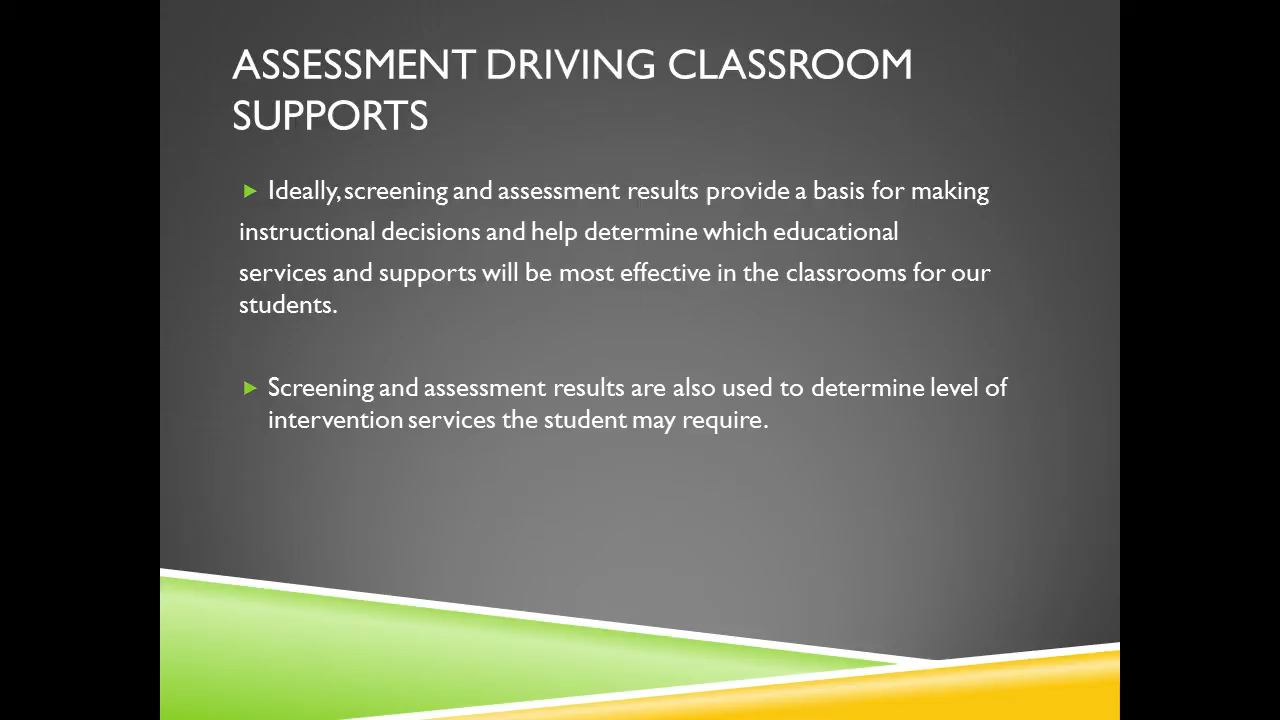 ASSESSMENT DRIVING CLASSROOM
SUPPORTS
Ideally, screening and assessment results provide a basis for making
instructional decisions and help determine which educational
services and supports will be most effective in the classrooms for our
students.
Screening and assessment results are also used to determine level of
intervention services the student may require.